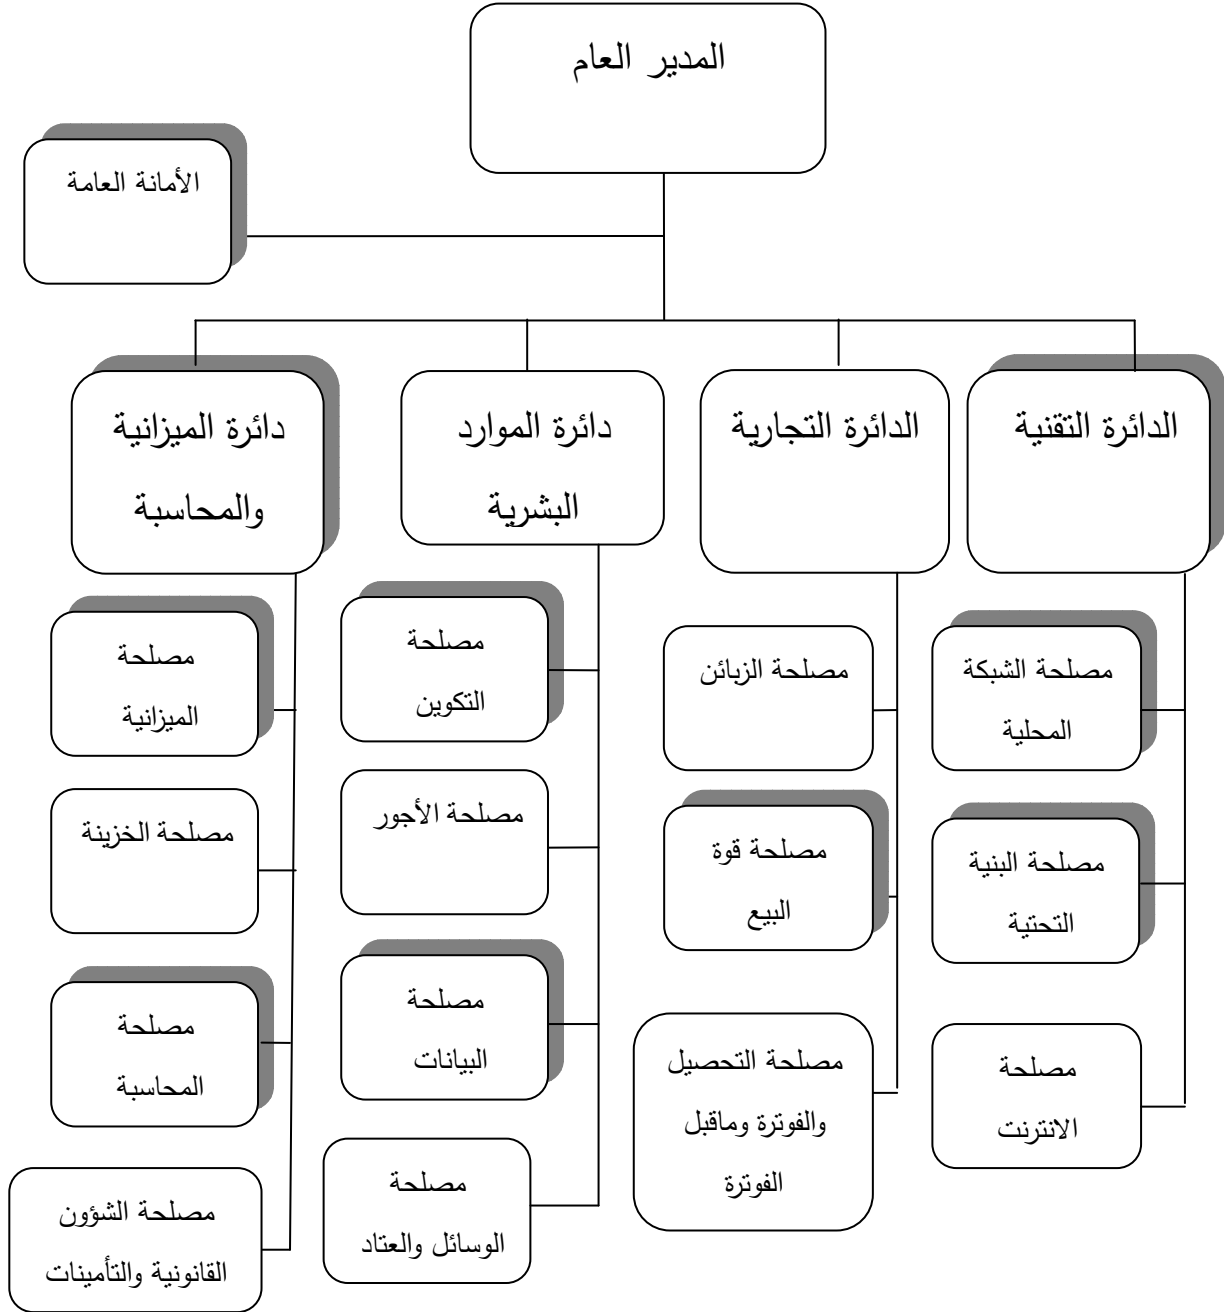 المدير العام
الأمانة العامة
الدائرة التقنية
الدائرة التجارية
دائرة الموارد
البشرية
دائرة الميزانية
والمحاسبة
مصلحة الشبكة
المحلية
مصلحة البنية
التحتية
مصلحة
الانترنت
مصلحة الزبائن
مصلحة قوة
البيع
مصلحة التحصيل
والفوترة وماقبل
الفوترة
مصلحة
التكوين
مصلحة الأجور
مصلحة
البيانات
مصلحة
الوسائل والعتاد
مصلحة
الميزانية
مصلحة الخزينة
مصلحة
المحاسبة
مصلحة الشؤون
القانونية والتأمينات